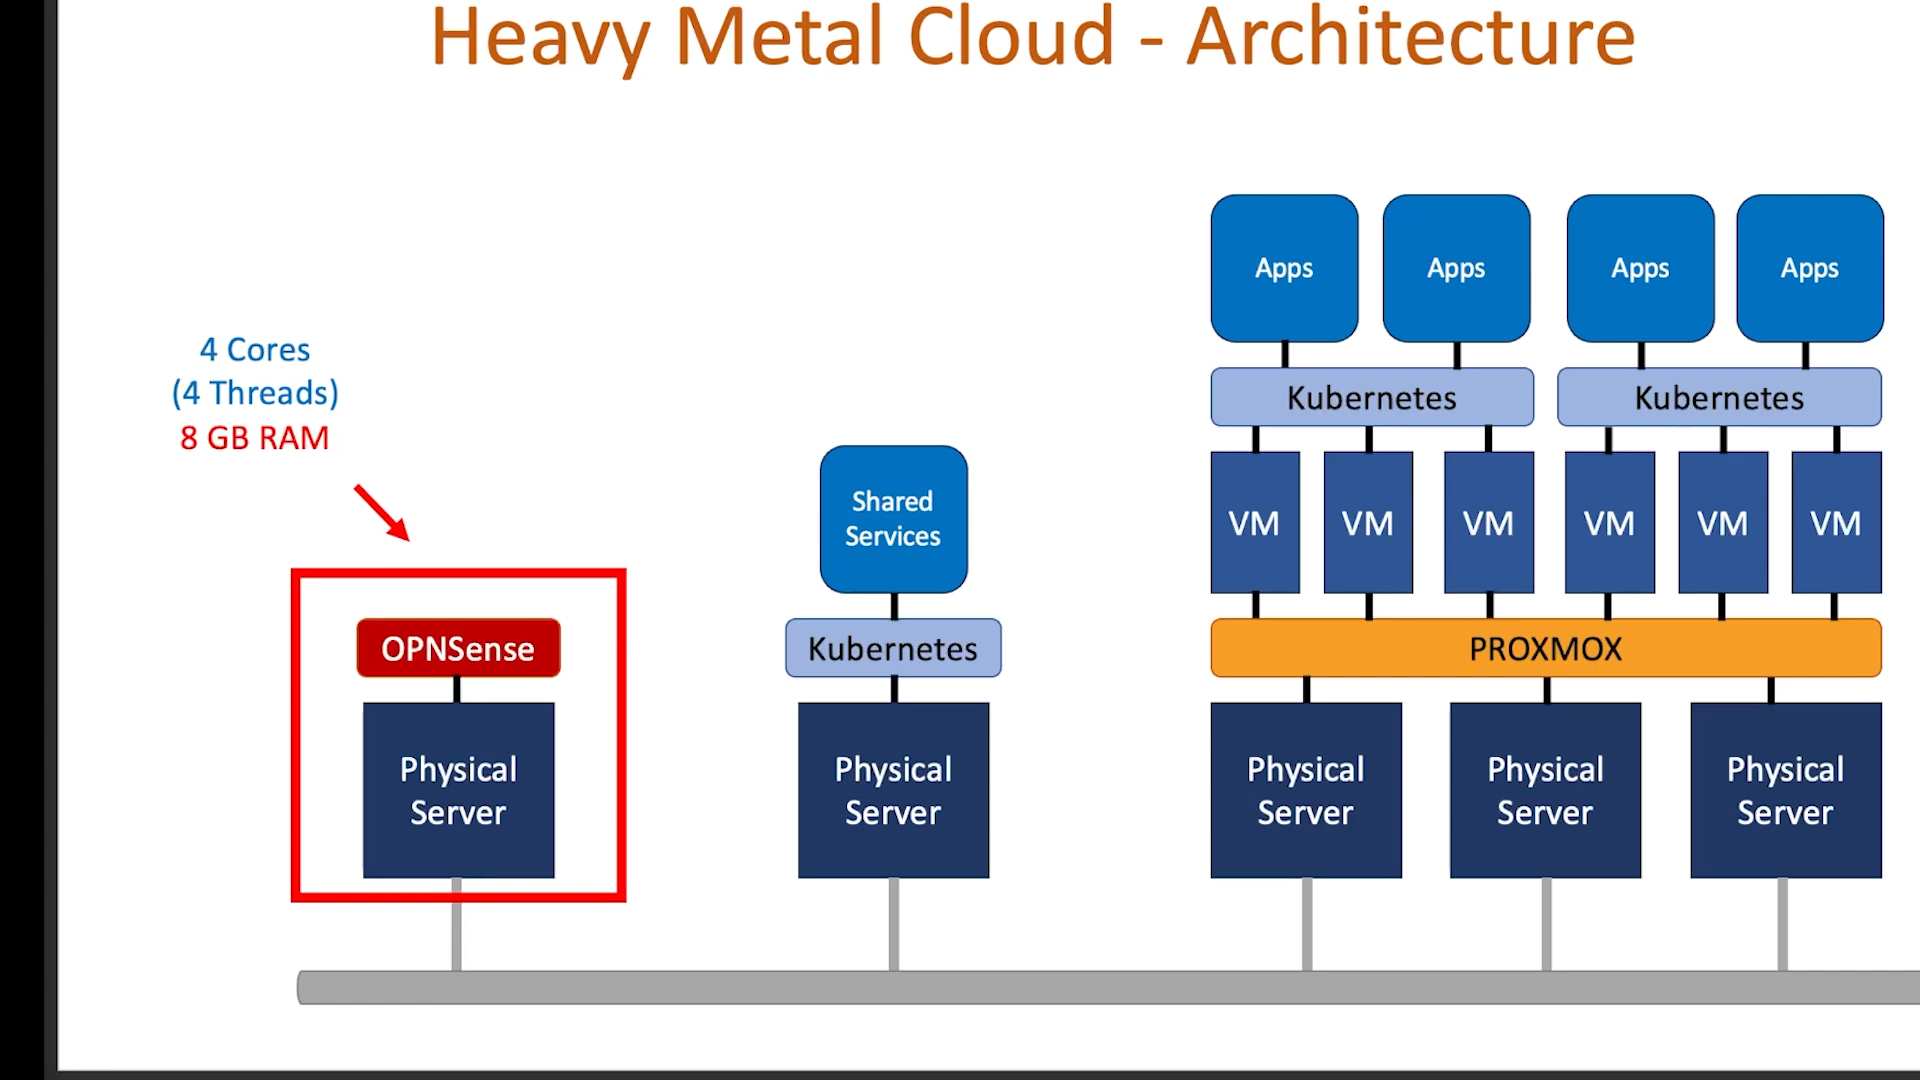 Heavy Metal Cloud - Architecture
Apps
Apps
Apps
Apps
4 Cores
(4 Threads)
8 GB RAM
Kubernetes
Kubernetes
Shared
Services
VM
VM
VM
VM
VM
VM
OPNSense
Kubernetes
PROXMOX
Physical
Server
Physical
Server
Physical
Server
Physical
Server
Physical
Server